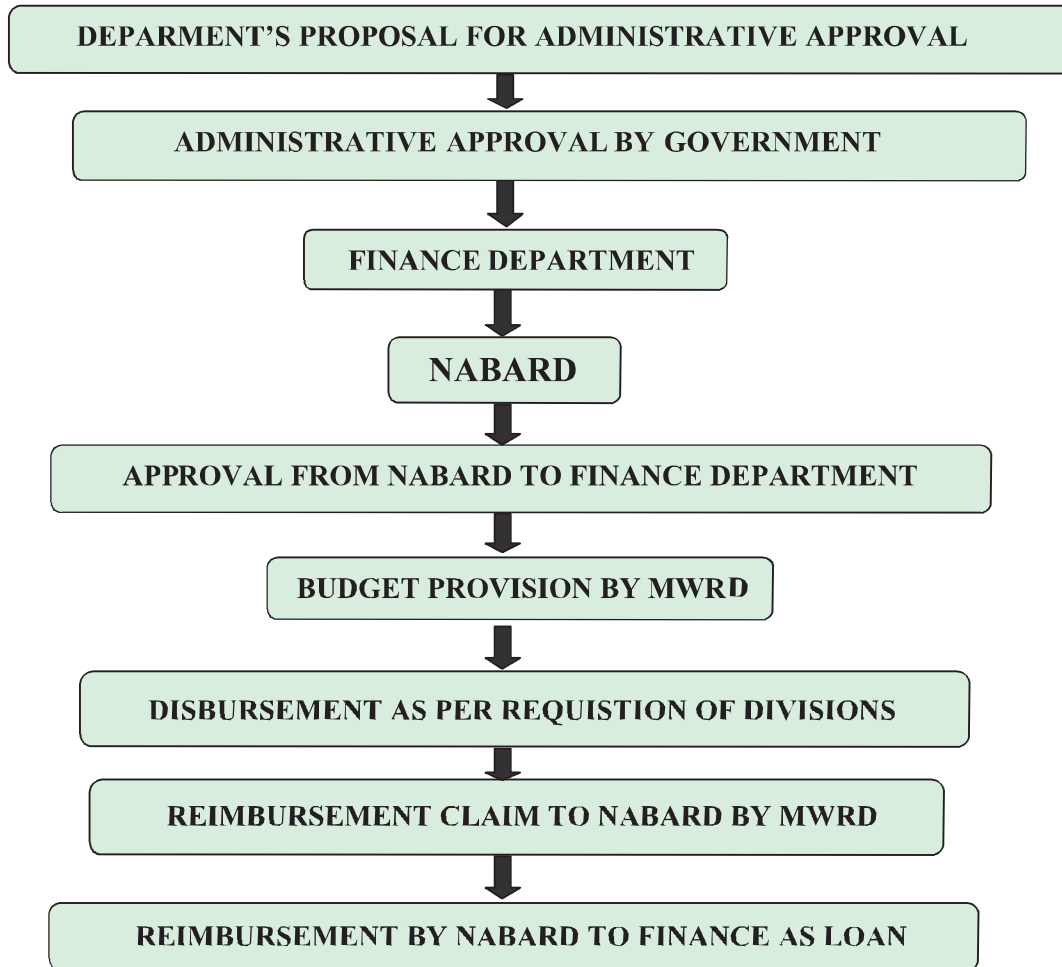 DEPARMENT’S PROPOSAL FOR ADMINISTRATIVE APPROVAL
ADMINISTRATIVE APPROVAL BY GOVERNMENT
FINANCE DEPARTMENT
NABARD
APPROVAL FROM NABARD TO FINANCE DEPARTMENT
BUDGET PROVISION BY MWRD
DISBURSEMENT AS PER REQUISTION OF DIVISIONS
REIMBURSEMENT CLAIM TO NABARD BY MWRD
REIMBURSEMENT BY NABARD TO FINANCE AS LOAN